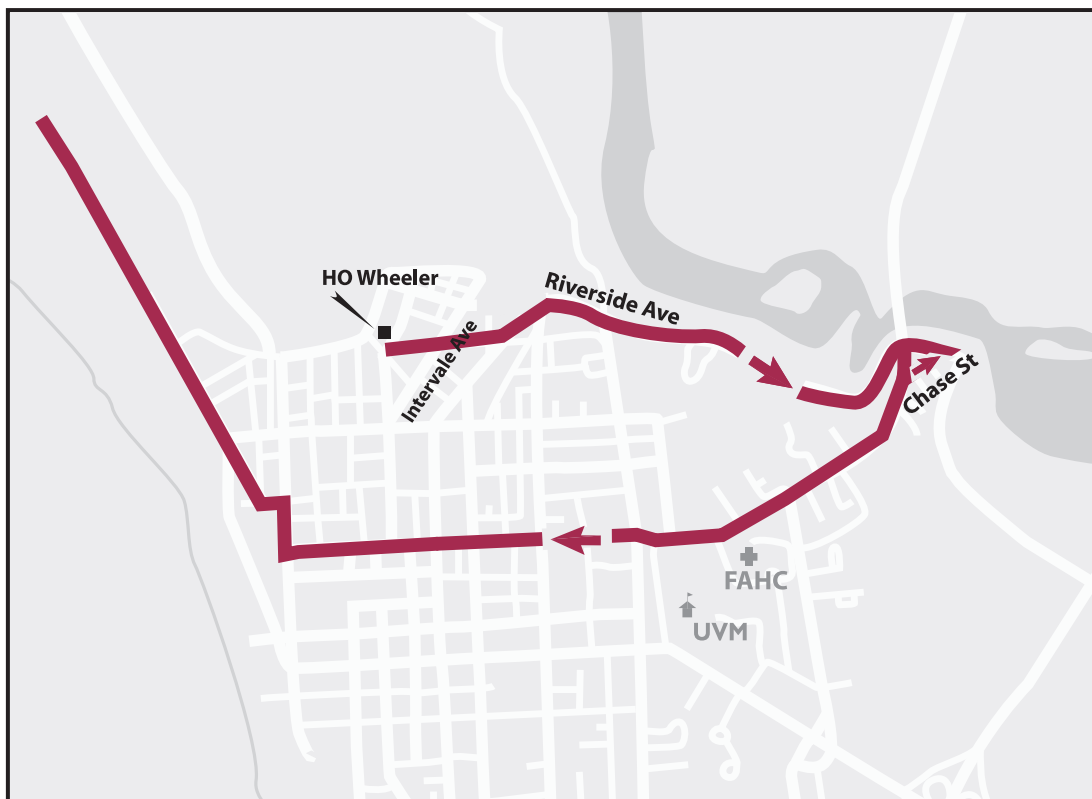 HO Wheeler
Riverside Ave
Intervale Ave
Chase St
FAHC
UVM